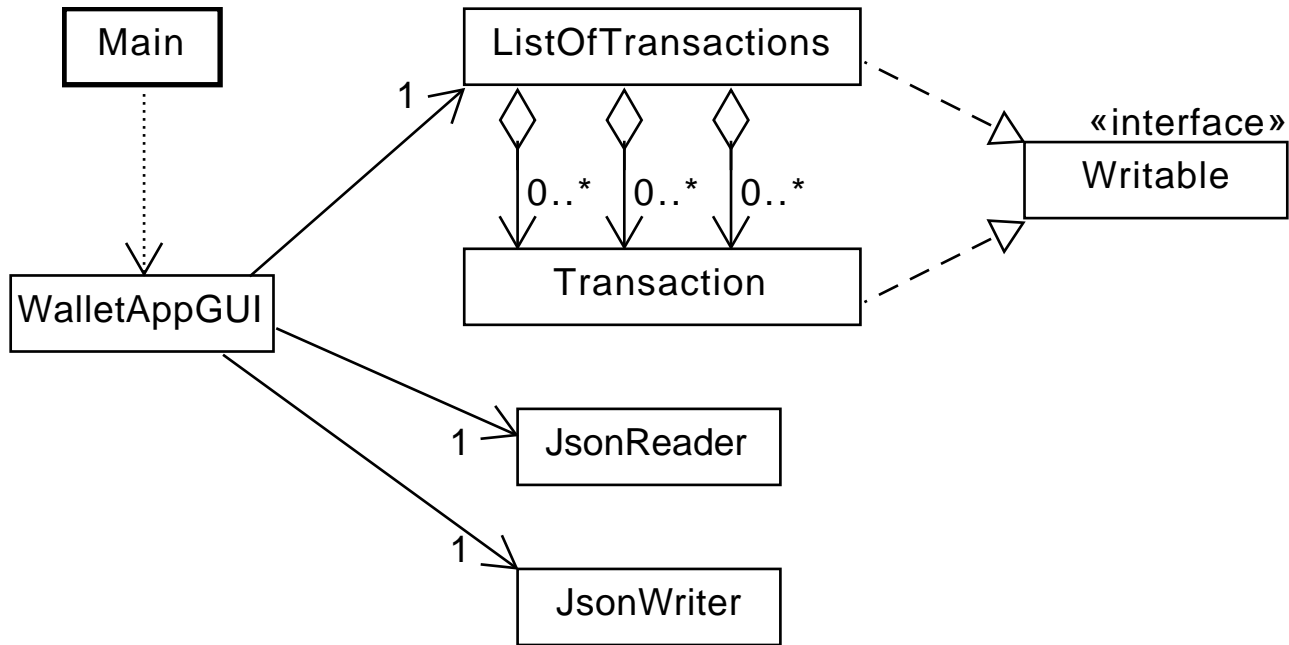 Main
ListOfTransactions
1
«interface»
Writable
0..* 0..* 0..*
Transaction
WalletAppGUI
JsonReader
1
1
JsonWriter